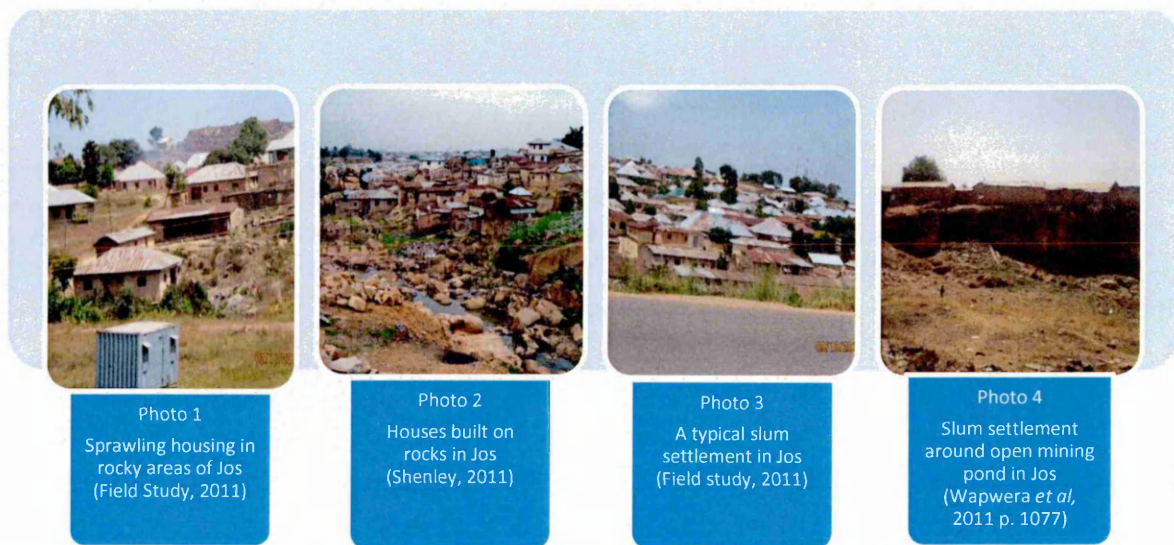 Photo 1
Sprawling housing in
rocky areas of Jos
(Field Study, 2011)
Photo 2
Houses built on
rocks in Jos
(Shenley, 2011)
Photo 3
A typical slum
settlement in Jos
(Field study, 2011)
Photo 4
Slum settlement
around open mining
pond in Jos
(Wapwera et al,
2011 p. 1077)